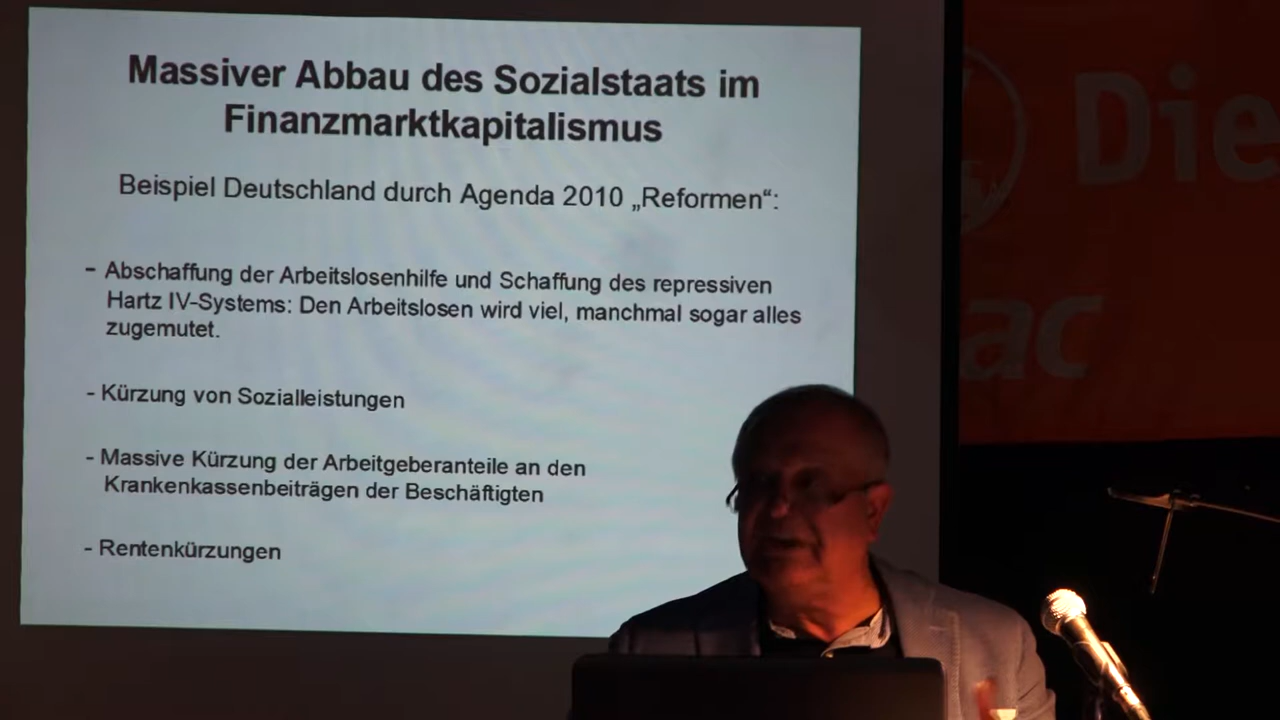 Massiver Abbau des Sozialstaats im
Finanzmarktkapitalismus
Beispiel Deutschland durch Agenda 2010 „Reformen“:
- Abschaffung der Arbeitslosenhilfe und Schaffung des repressiven
Hartz IV-Systems: Den Arbeitslosen wird viel, manchmal sogar alles
zugemutet.
- Kürzung von Sozialleistungen
- Massive Kürzung der Arbeitgeberanteile an den
Krankenkassenbeiträgen der Beschäftigten
- Rentenkürzungen
Die
ac